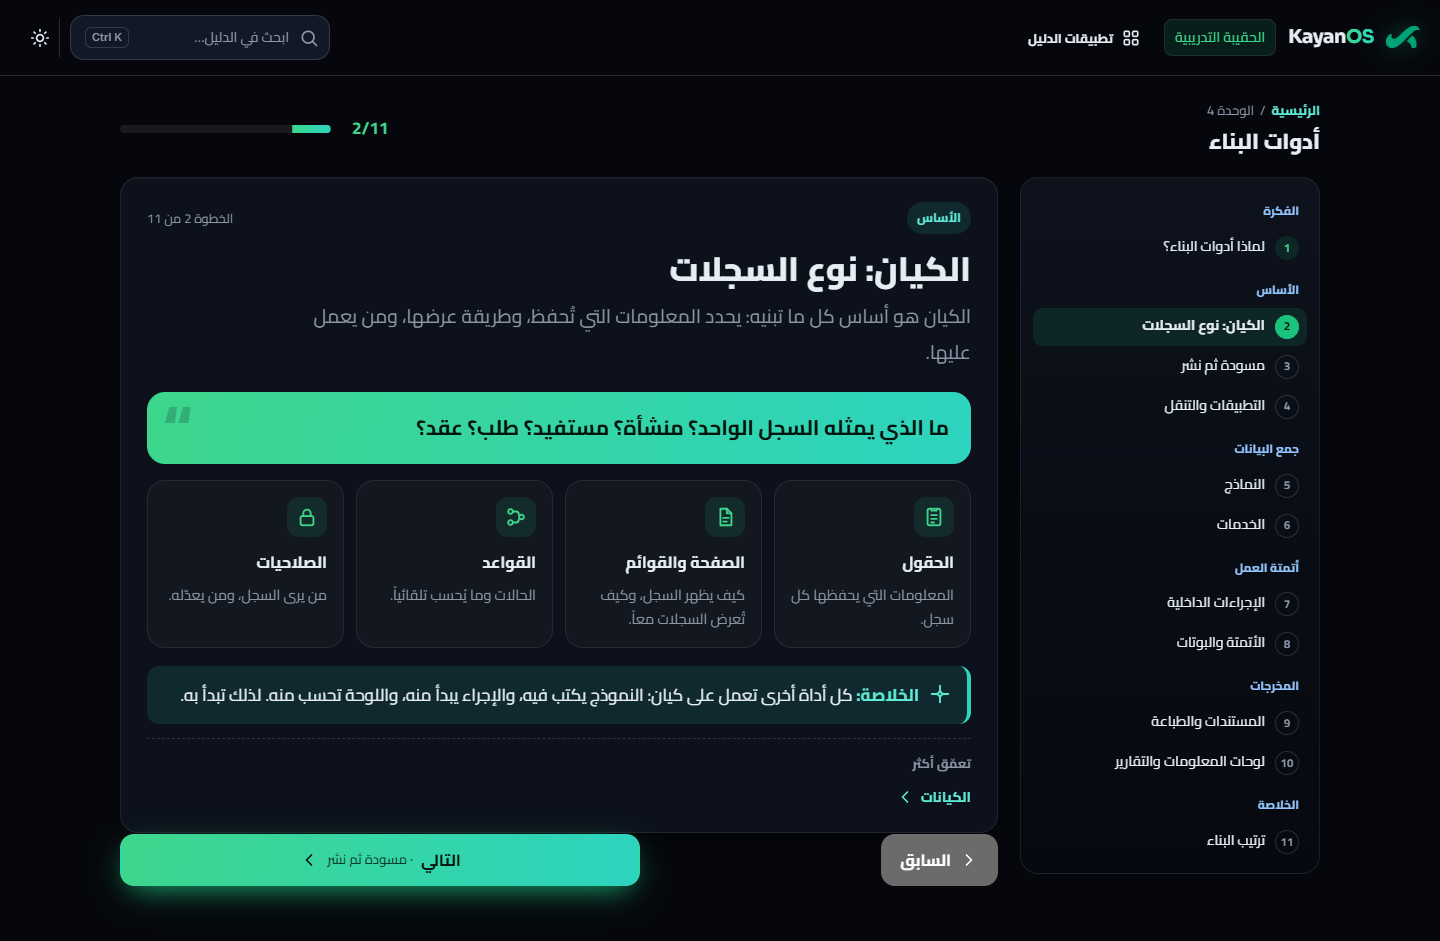 KayanOS
الحقيبة التدريبية
تطبيقات الدليل
ابحث في الدليل...
Ctrl K
الرئيسية / الوحدة 4
أدوات البناء
2/11
الفكرة
1 لماذا أدوات البناء؟
الأساس
2 الكيان: نوع السجلات
3 مسودة ثم نشر
4 التطبيقات والتنقل
جمع البيانات
5 النماذج
6 الخدمات
أتمتة العمل
7 الإجراءات الداخلية
8 الأتمتة والبوتات
المخرجات
9 المستندات والطباعة
10 لوحات المعلومات والتقارير
الخلاصة
11 ترتيب البناء
الأساس
الخطوة 2 من 11
الكيان: نوع السجلات
الكيان هو أساس كل ما تبنيه: يحدد المعلومات التي تُحفظ، وطريقة عرضها، ومن يعمل
عليها.
ما الذي يمثله السجل الواحد؟ منشأة؟ مستفيد؟ طلب؟ عقد؟
الحقول
المعلومات التي يحفظها كل
سجل.
الصفحة والقوائم
كيف يظهر السجل، وكيف
تُعرض السجلات معاً.
القواعد
الحالات وما يُحسب تلقائياً.
الصلاحيات
من يرى السجل، ومن يعدّله.
الخلاصة: كل أداة أخرى تعمل على كيان: النموذج يكتب فيه، والإجراء يبدأ منه، واللوحة تحسب منه. لذلك تبدأ به.
تعمّق أكثر
الكيانات
السابق
التالي · مسودة ثم نشر